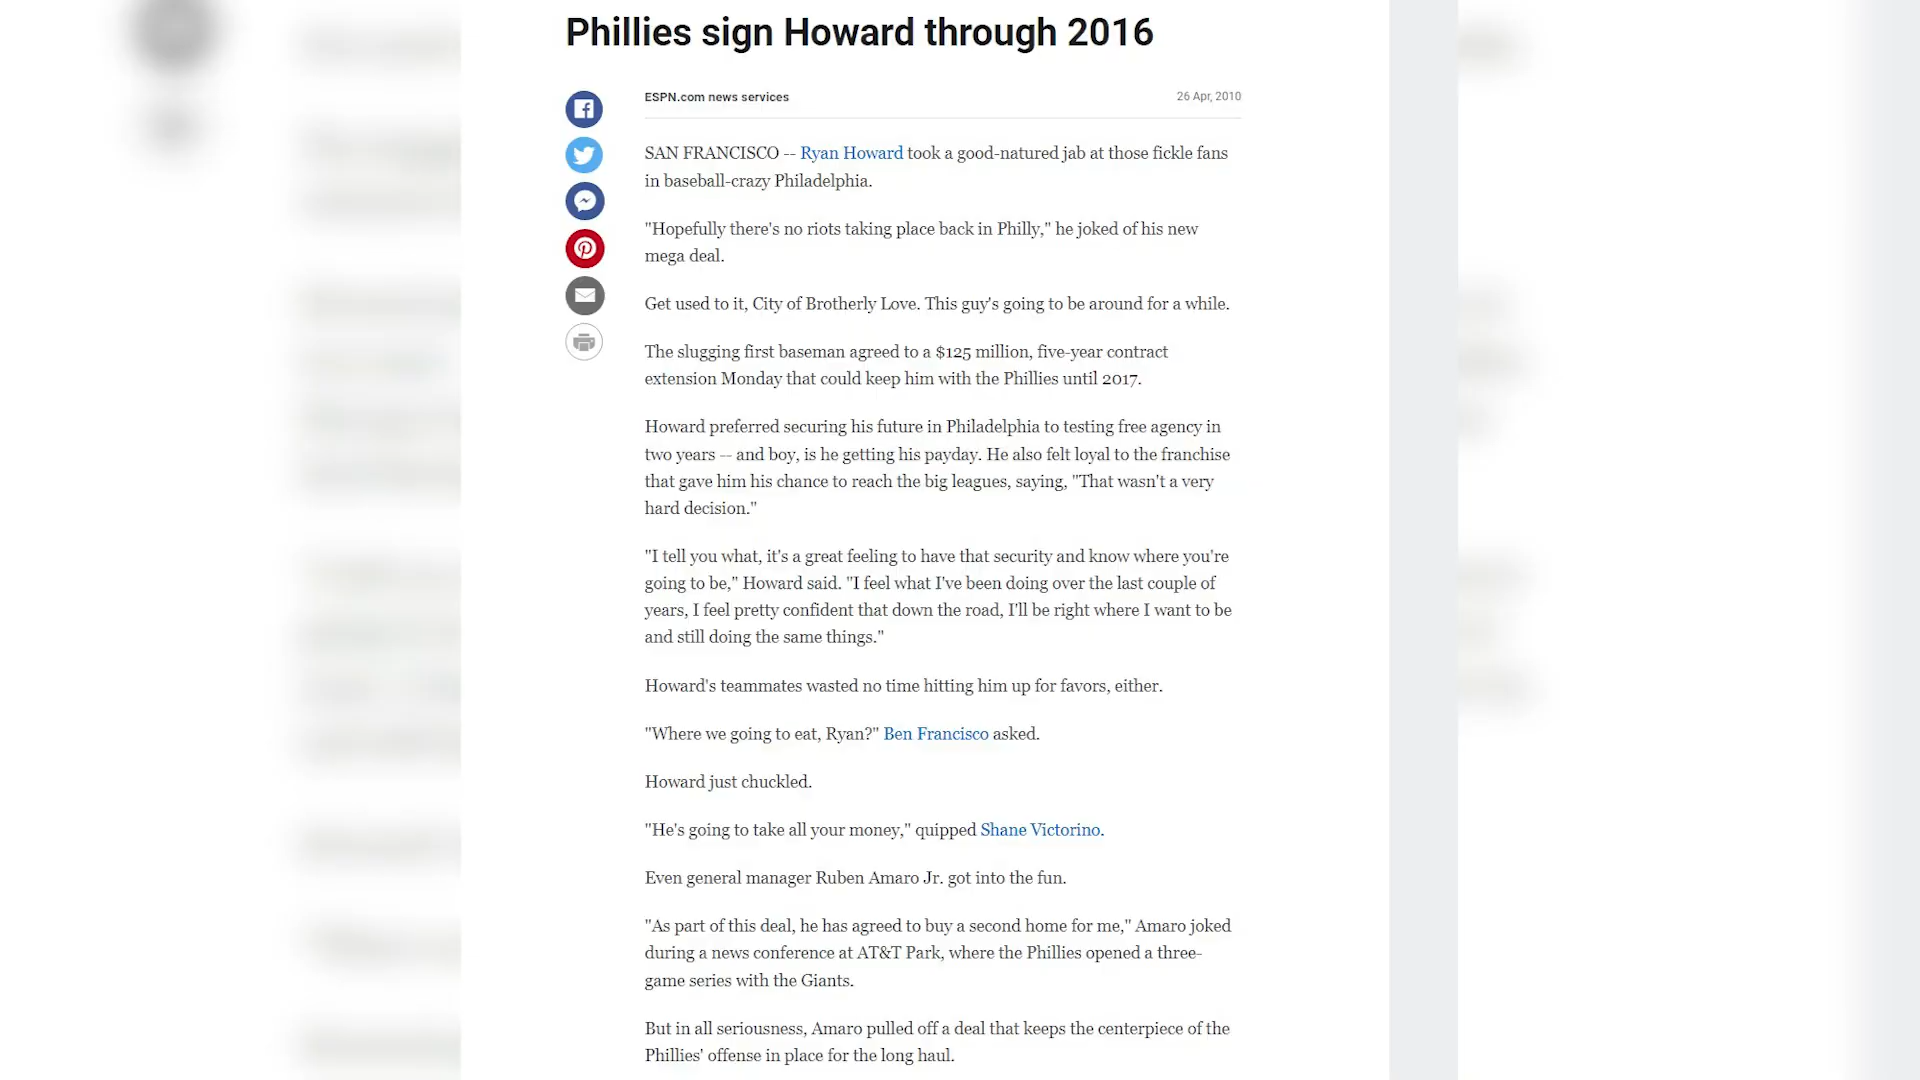 Phillies sign Howard through 2016
ESPN.com news services
26 Apr, 2010
SAN FRANCISCO -- Ryan Howard took a good-natured jab at those fickle fans
in baseball-crazy Philadelphia.
"Hopefully there's no riots taking place back in Philly," he joked of his new
mega deal.
Get used to it, City of Brotherly Love. This guy's going to be around for a while.
The slugging first baseman agreed to a $125 million, five-year contract
extension Monday that could keep him with the Phillies until 2017.
Howard preferred securing his future in Philadelphia to testing free agency in
two years -- and boy, is he getting his payday. He also felt loyal to the franchise
that gave him his chance to reach the big leagues, saying, "That wasn't a very
hard decision."
"I tell you what, it's a great feeling to have that security and know where you're
going to be," Howard said. "I feel what I've been doing over the last couple of
years, I feel pretty confident that down the road, I'll be right where I want to be
and still doing the same things."
Howard's teammates wasted no time hitting him up for favors, either.
"Where we going to eat, Ryan?" Ben Francisco asked.
Howard just chuckled.
"He's going to take all your money," quipped Shane Victorino.
Even general manager Ruben Amaro Jr. got into the fun.
"As part of this deal, he has agreed to buy a second home for me," Amaro joked
during a news conference at AT&T Park, where the Phillies opened a three-
game series with the Giants.
But in all seriousness, Amaro pulled off a deal that keeps the centerpiece of the
Phillies' offense in place for the long haul.